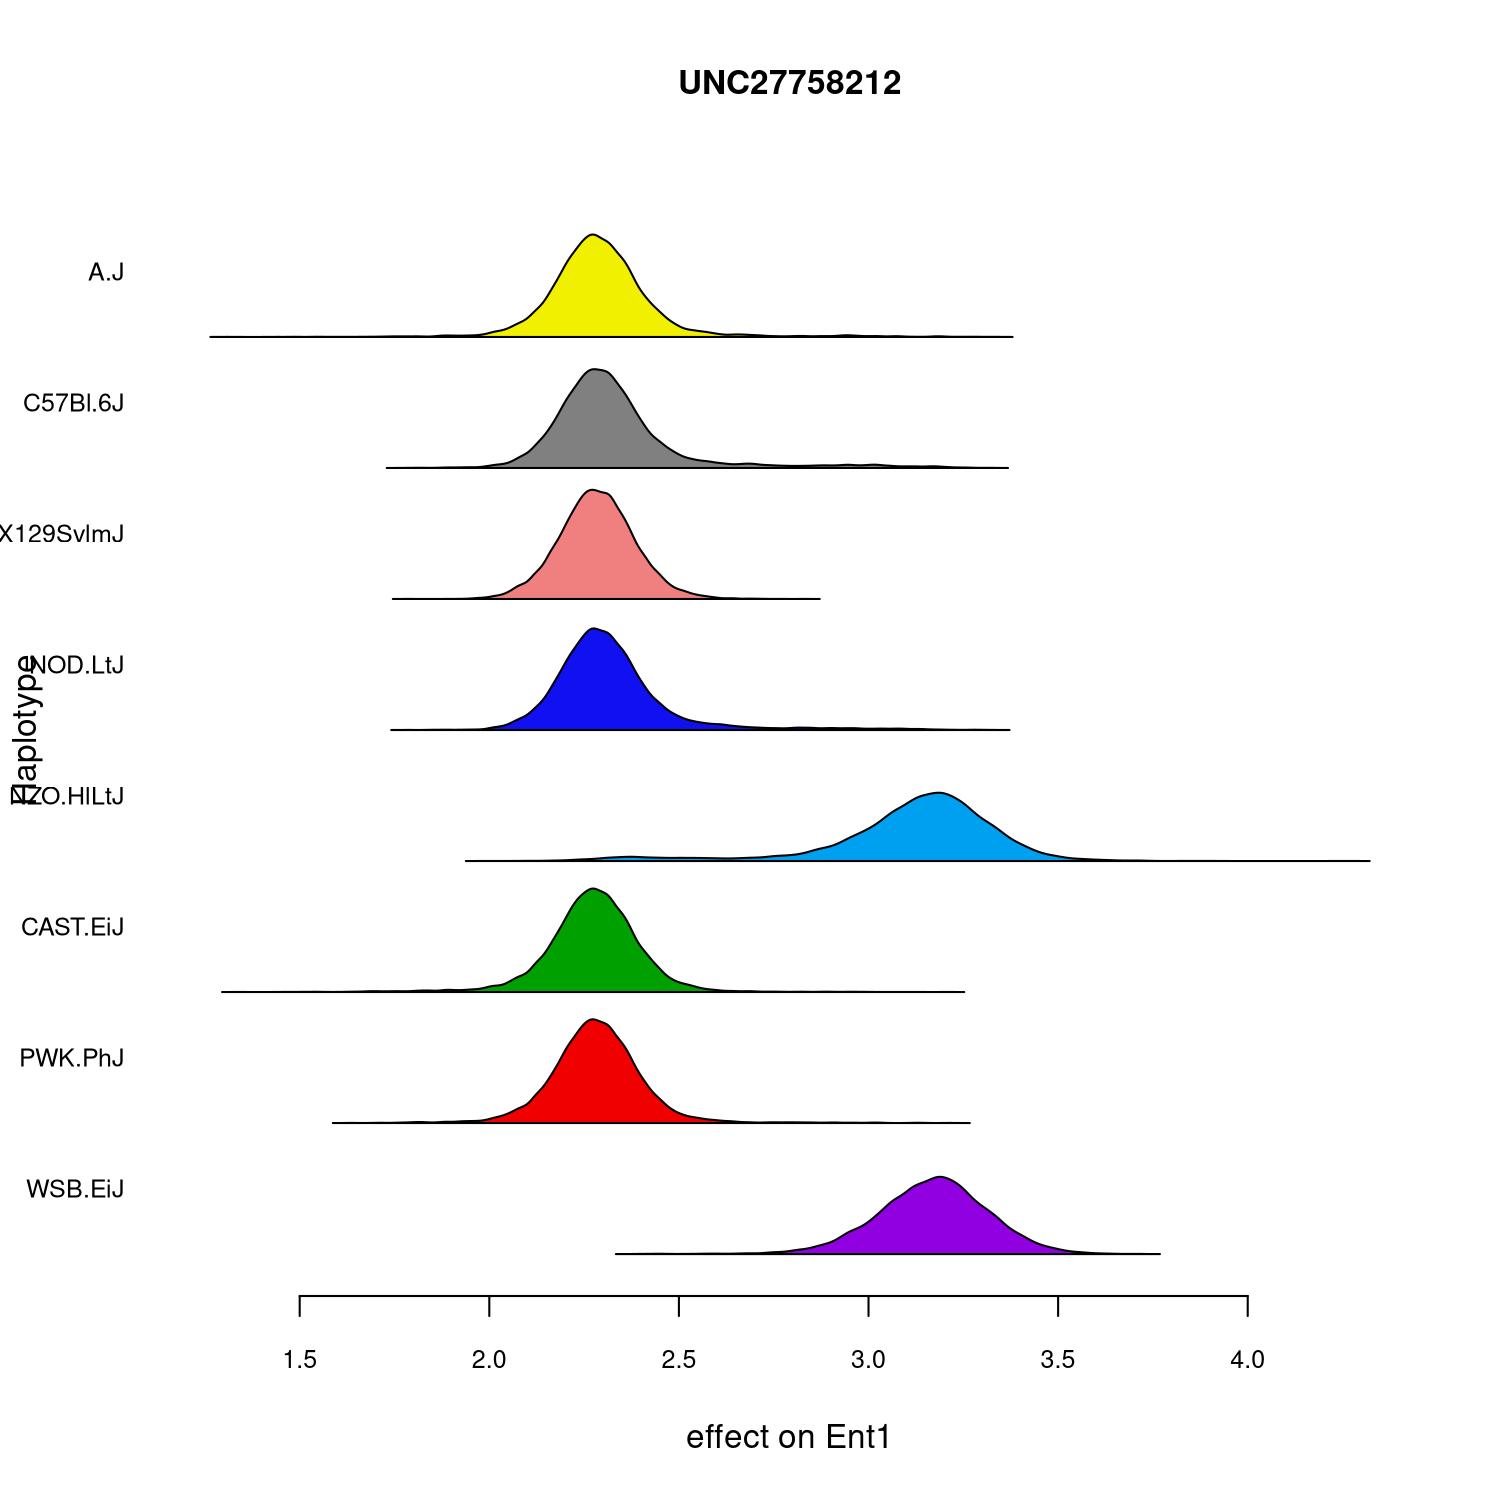 UNC27758212
A.J
C57Bl.6J
X129SvImJ
NOD.LtJ
Haplotype
NZO.HILtJ
CAST.EiJ
PWK.PhJ
WSB.EiJ
1.5 2.0 2.5 3.0 3.5 4.0
effect on Ent1